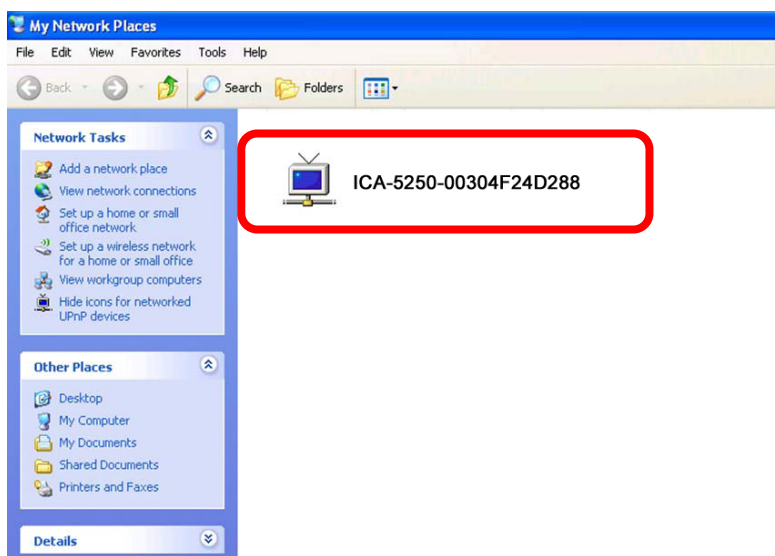 My Network Places
File Edit View Favorites Tools Help
Back Search Folders
Network Tasks
Add a network place
View network connections
Set up a home or small
office network
Set up a wireless network
for a home or small office
View workgroup computers
Hide icons for networked
UPnP devices
ICA-5250-00304F24D288
Other Places
Desktop
My Computer
My Documents
Shared Documents
Printers and Faxes
Details